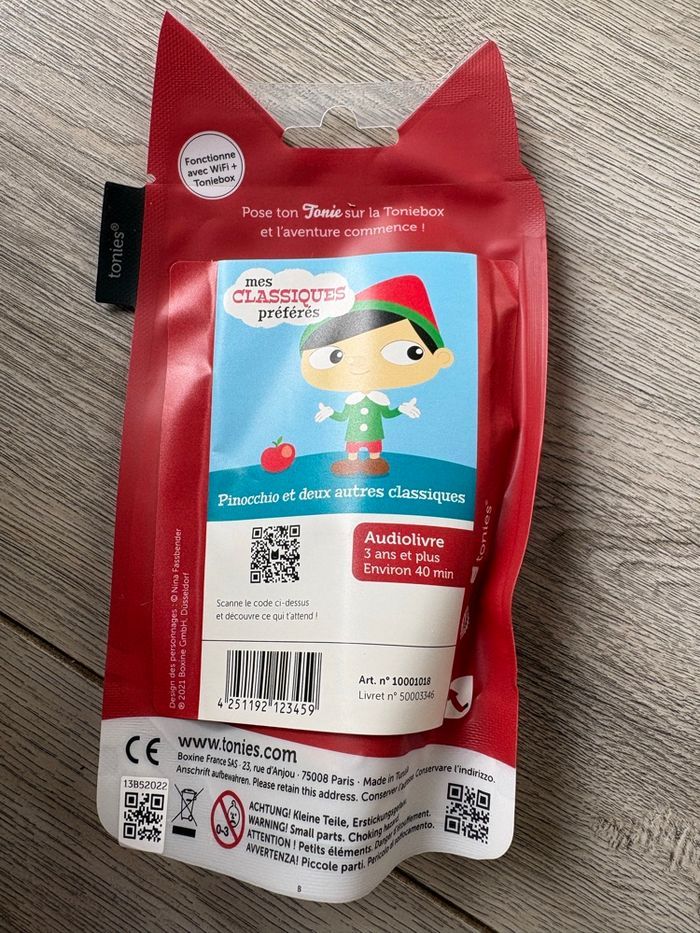 Fonctionne
avec WiFi +
Toniebox
tonies®
Pose ton Tonie sur la Toniebox
et l'aventure commence !
mes
CLASSIQUES
préférés
Pinocchio et deux autres classiques
Audiolivre
3 ans et plus
Environ 40 min
Scanne le code ci-dessus
et découvre ce qui t'attend !
tonies®
Design des personnages : © Nina Fassbender
© 2021 Boxine GmbH, Düsseldorf
4 251192 123459
Art. n° 10001018
Livret n° 50003346
CE
www.tonies.com
Boxine France SAS · 23, rue d'Anjou · 75008 Paris · Made in Tunisia
Anschrift aufbewahren. Please retain this address. Conserver Conservare l'indirizzo.
13B52022
0-3
ACHTUNG! Kleine Teile, Erstickungsgefahr.
WARNING! Small parts. Choking hazard.
ATTENTION ! Petits éléments. Danger d'étouffement.
AVVERTENZA! Piccole parti. Pericolo di soffocamento.
B